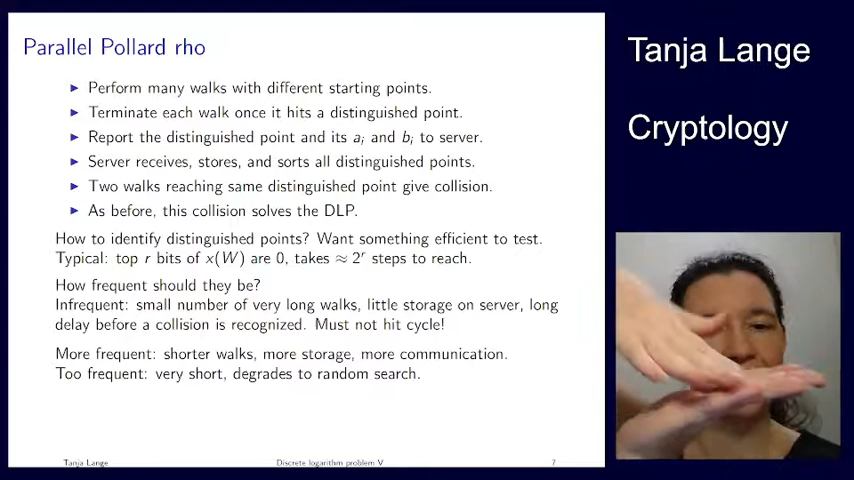 Parallel Pollard rho
▶ Perform many walks with different starting points.
▶ Terminate each walk once it hits a distinguished point.
▶ Report the distinguished point and its aᵢ and bᵢ to server.
▶ Server receives, stores, and sorts all distinguished points.
▶ Two walks reaching same distinguished point give collision.
▶ As before, this collision solves the DLP.
How to identify distinguished points? Want something efficient to test.
Typical: top r bits of x(W) are 0, takes ≈ 2ʳ steps to reach.
How frequent should they be?
Infrequent: small number of very long walks, little storage on server, long
delay before a collision is recognized. Must not hit cycle!
More frequent: shorter walks, more storage, more communication.
Too frequent: very short, degrades to random search.
Tanja Lange
Discrete logarithm problem V
7
Tanja Lange
Cryptology